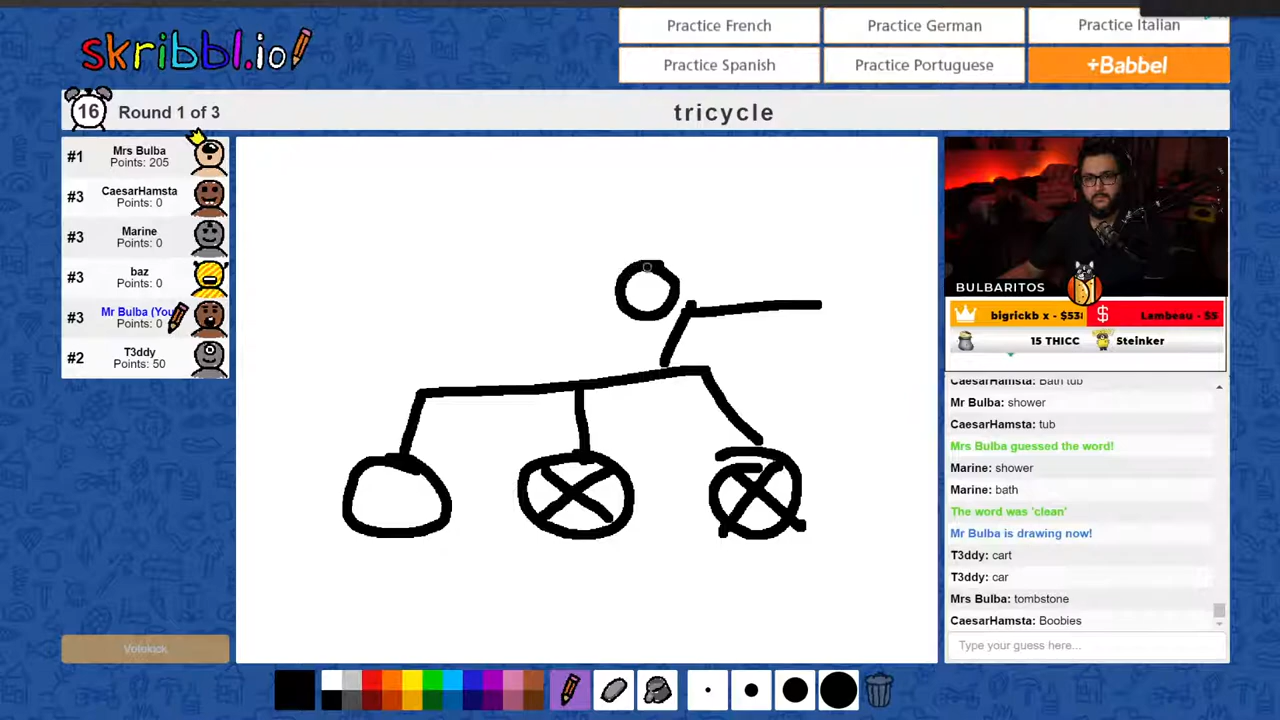 Practice French
Practice German
Practice Italian
skribbl.io
Practice Spanish
Practice Portuguese
+Babbel
16
Round 1 of 3
tricycle
#1
Mrs Bulba
Points: 205
#3
CaesarHamsta
Points: 0
#3
Marine
Points: 0
#3
baz
Points: 0
#3
Mr Bulba (You
Points: 0
#2
T3ddy
Points: 50
Votekick
BULBARITOS
bigrickb x - $53
$
Lambeau - $5
15 THICC
Steinker
CaesarHamsta: Bath tub
Mr Bulba: shower
CaesarHamsta: tub
Mrs Bulba guessed the word!
Marine: shower
Marine: bath
The word was 'clean'
Mr Bulba is drawing now!
T3ddy: cart
T3ddy: car
Mrs Bulba: tombstone
CaesarHamsta: Boobies
Type your guess here...